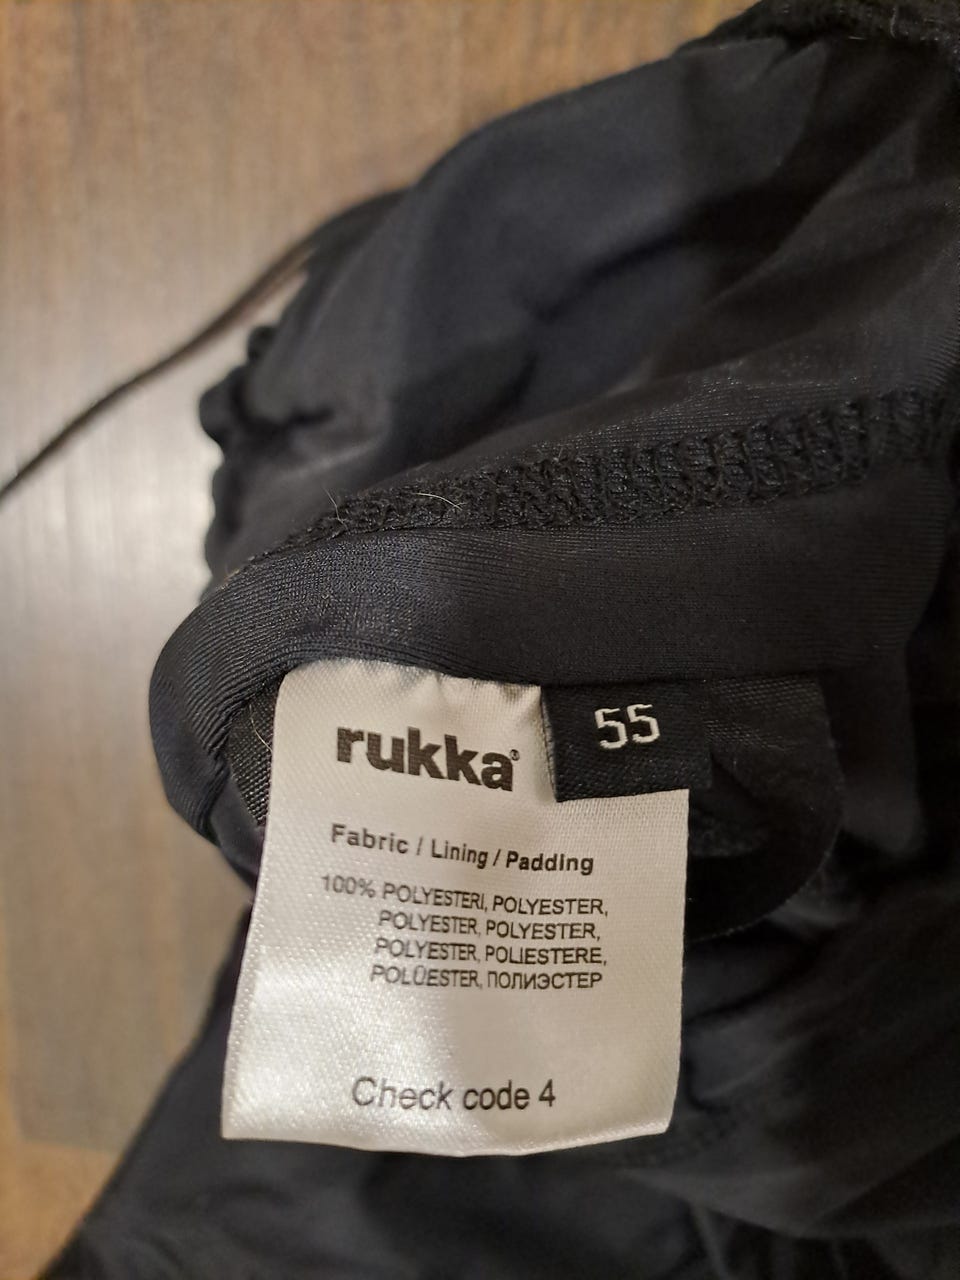 rukka®
55
Fabric / Lining / Padding
100% POLYESTERI, POLYESTER,
POLYESTER, POLYESTER,
POLYESTER, POLIESTERE,
POLÜESTER, ПОЛИЭСТЕР
Check code 4